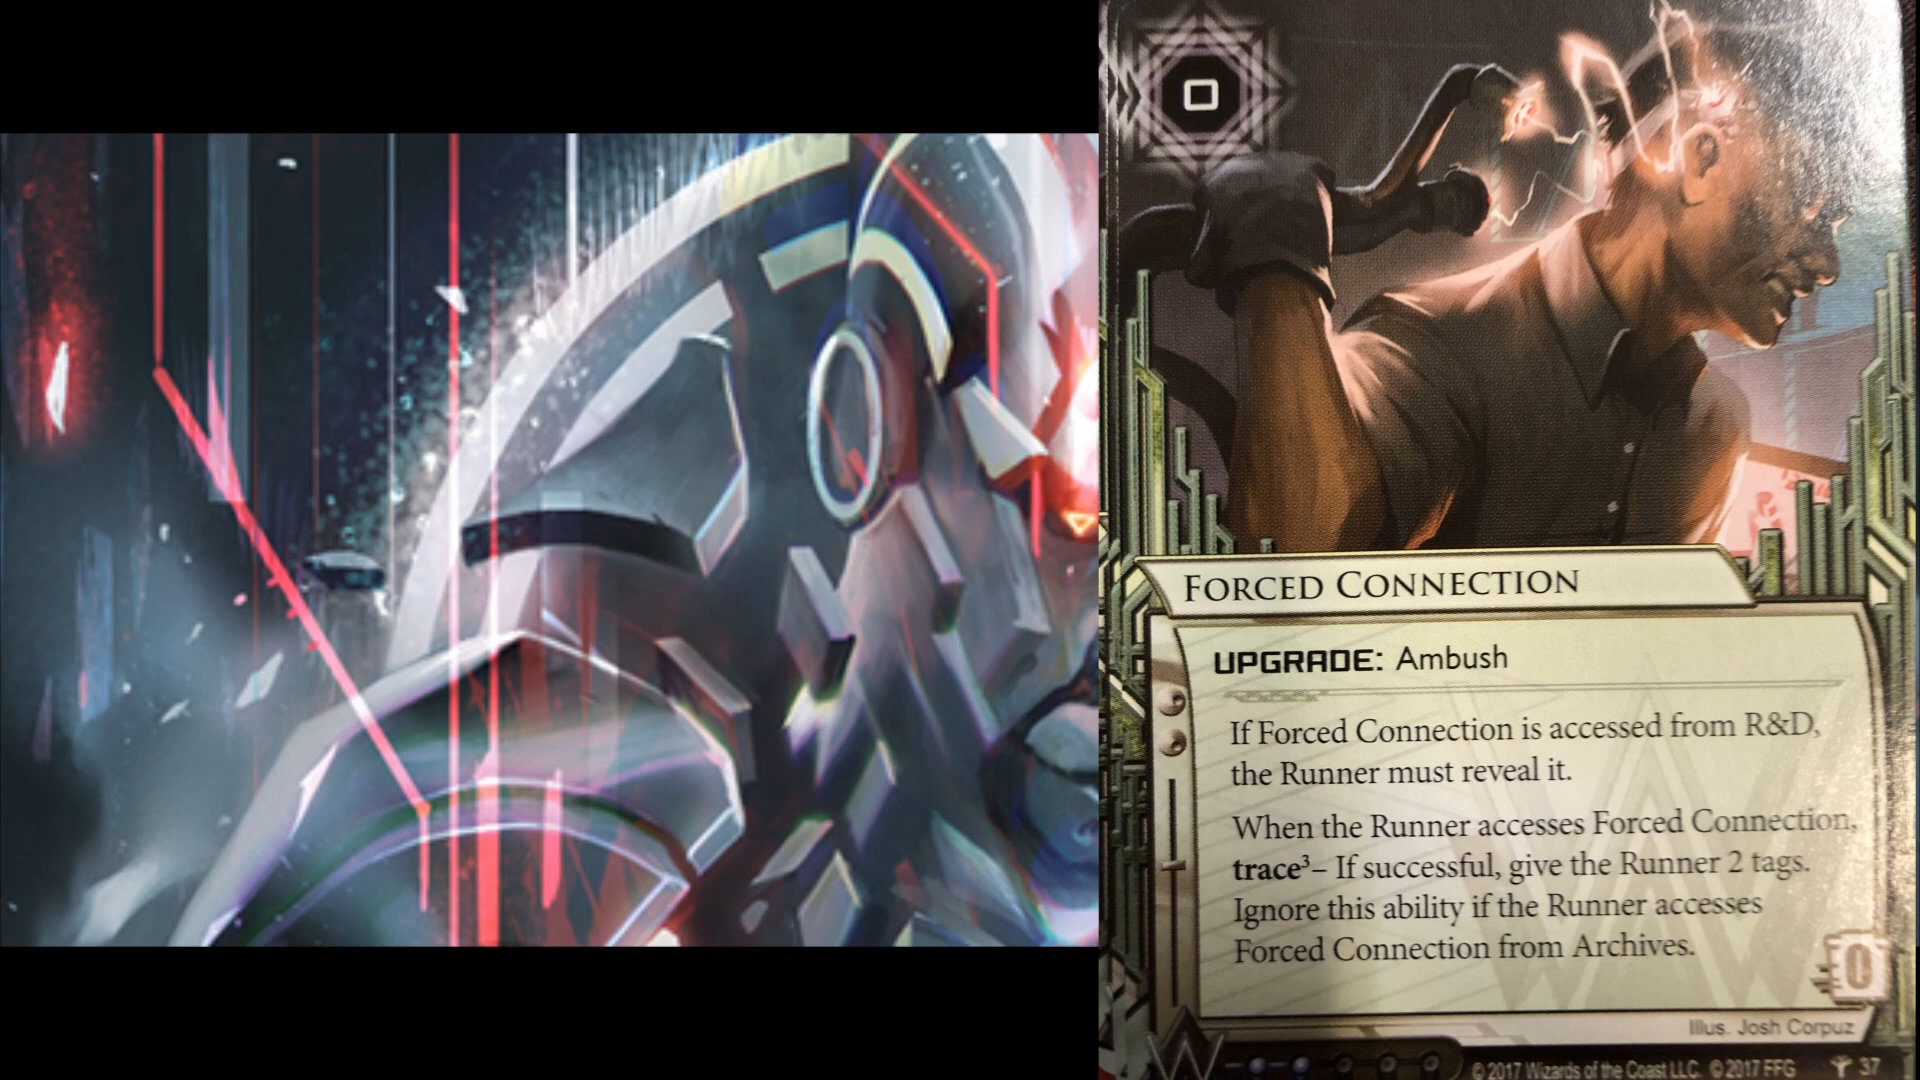 FORCED CONNECTION
UPGRADE: Ambush
If Forced Connection is accessed from R&D,
the Runner must reveal it.
When the Runner accesses Forced Connection,
trace³– If successful, give the Runner 2 tags.
Ignore this ability if the Runner accesses
Forced Connection from Archives.
0
Illus. Josh Corpuz
© 2017 Wizards of the Coast LLC. © 2017 FFG 37